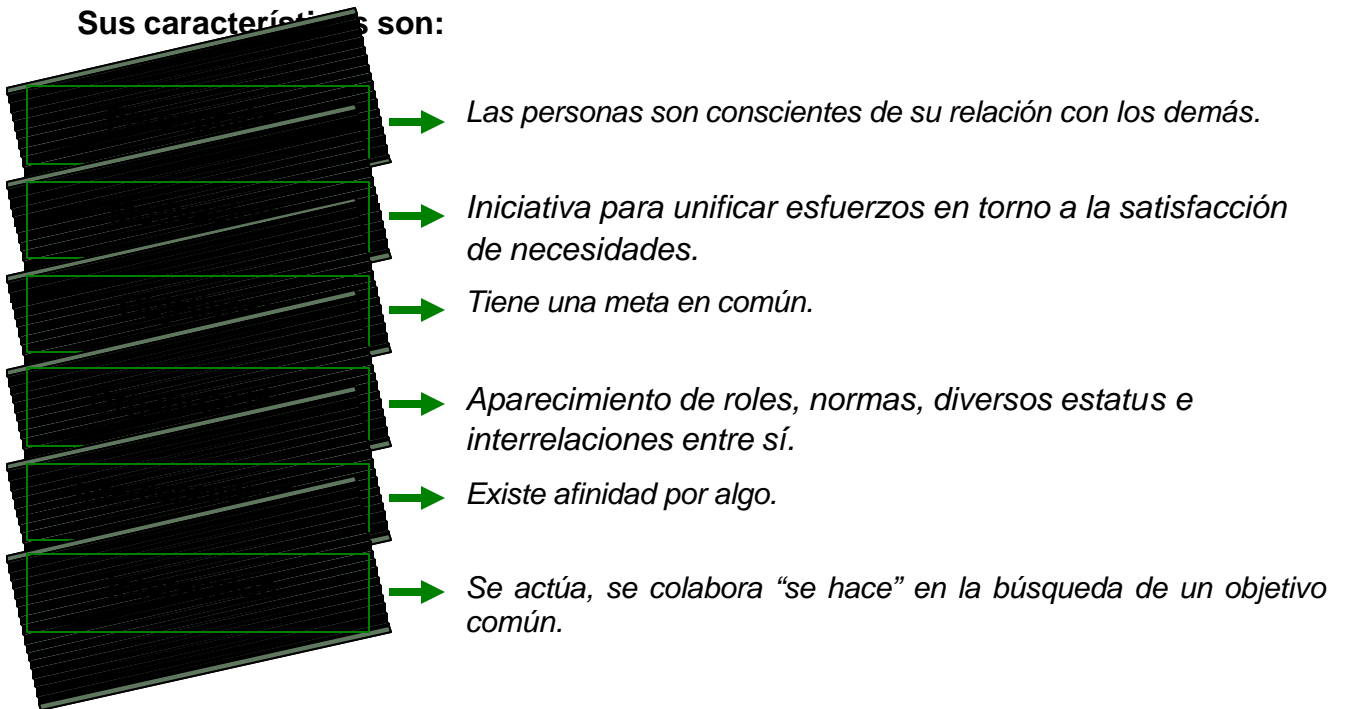 Sus características son:
Las personas son conscientes de su relación con los demás.
Iniciativa para unificar esfuerzos en torno a la satisfacción
de necesidades.
Tiene una meta en común.
Aparecimiento de roles, normas, diversos estatus e
interrelaciones entre sí.
Existe afinidad por algo.
Se actúa, se colabora “se hace” en la búsqueda de un objetivo
común.